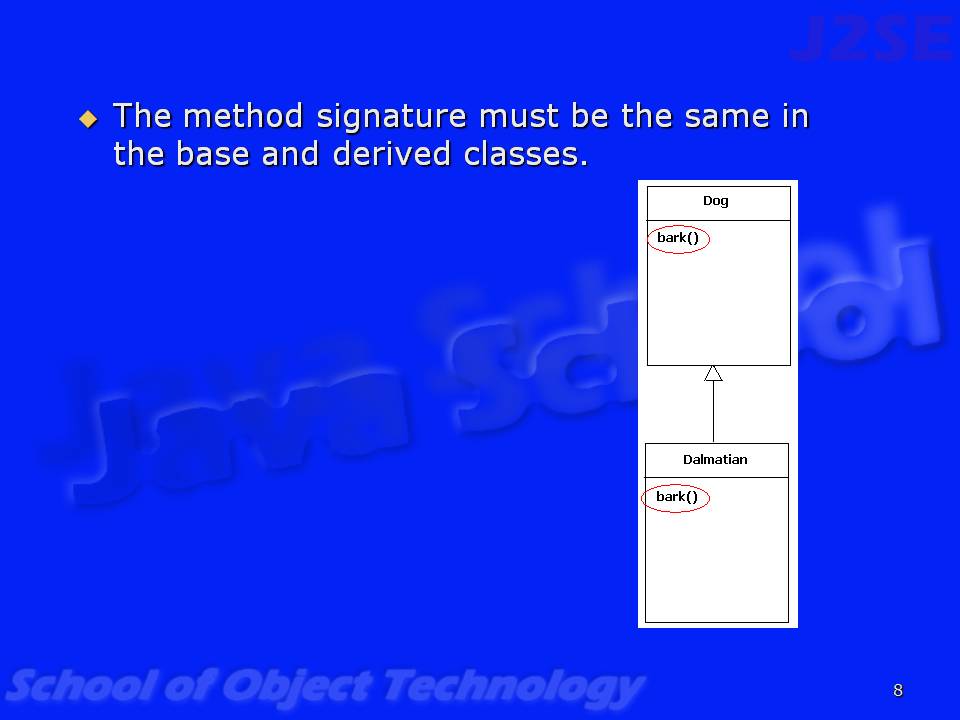 J2SE
The method signature must be the same in
the base and derived classes.
Dog
bark()
Java School
Dalmatian
bark()
School of Object Technology
8